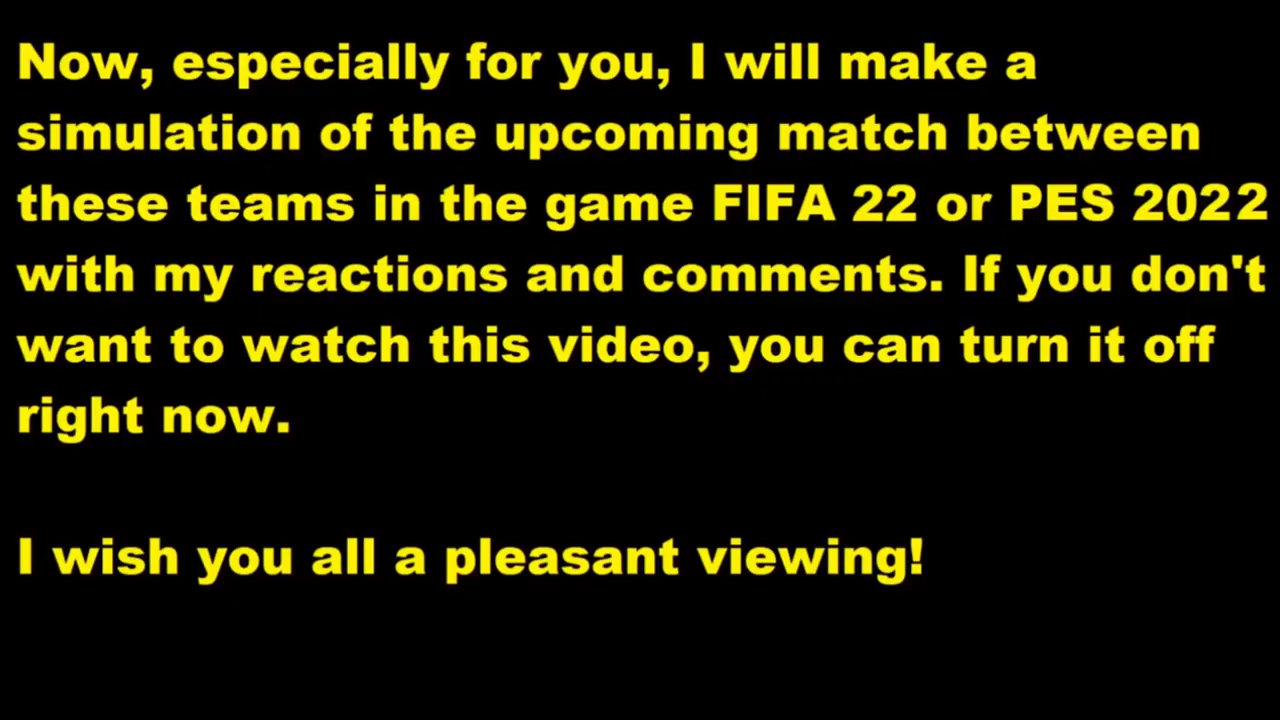 Now, especially for you, I will make a
simulation of the upcoming match between
these teams in the game FIFA 22 or PES 2022
with my reactions and comments. If you don't
want to watch this video, you can turn it off
right now.
I wish you all a pleasant viewing!